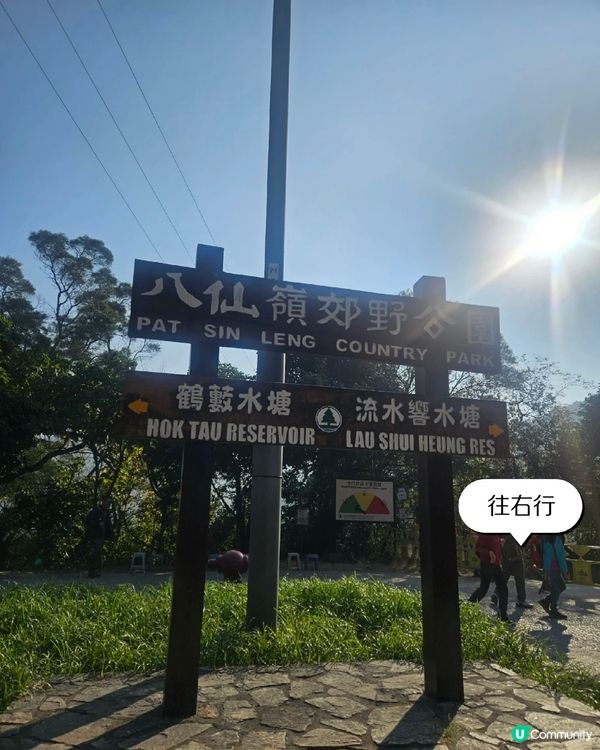 八仙嶺郊野公園
PAT SIN LENG COUNTRY PARK
鶴藪水塘
HOK TAU RESERVOIR
流水響水塘
LAU SHUI HEUNG RES
往右行
U Community